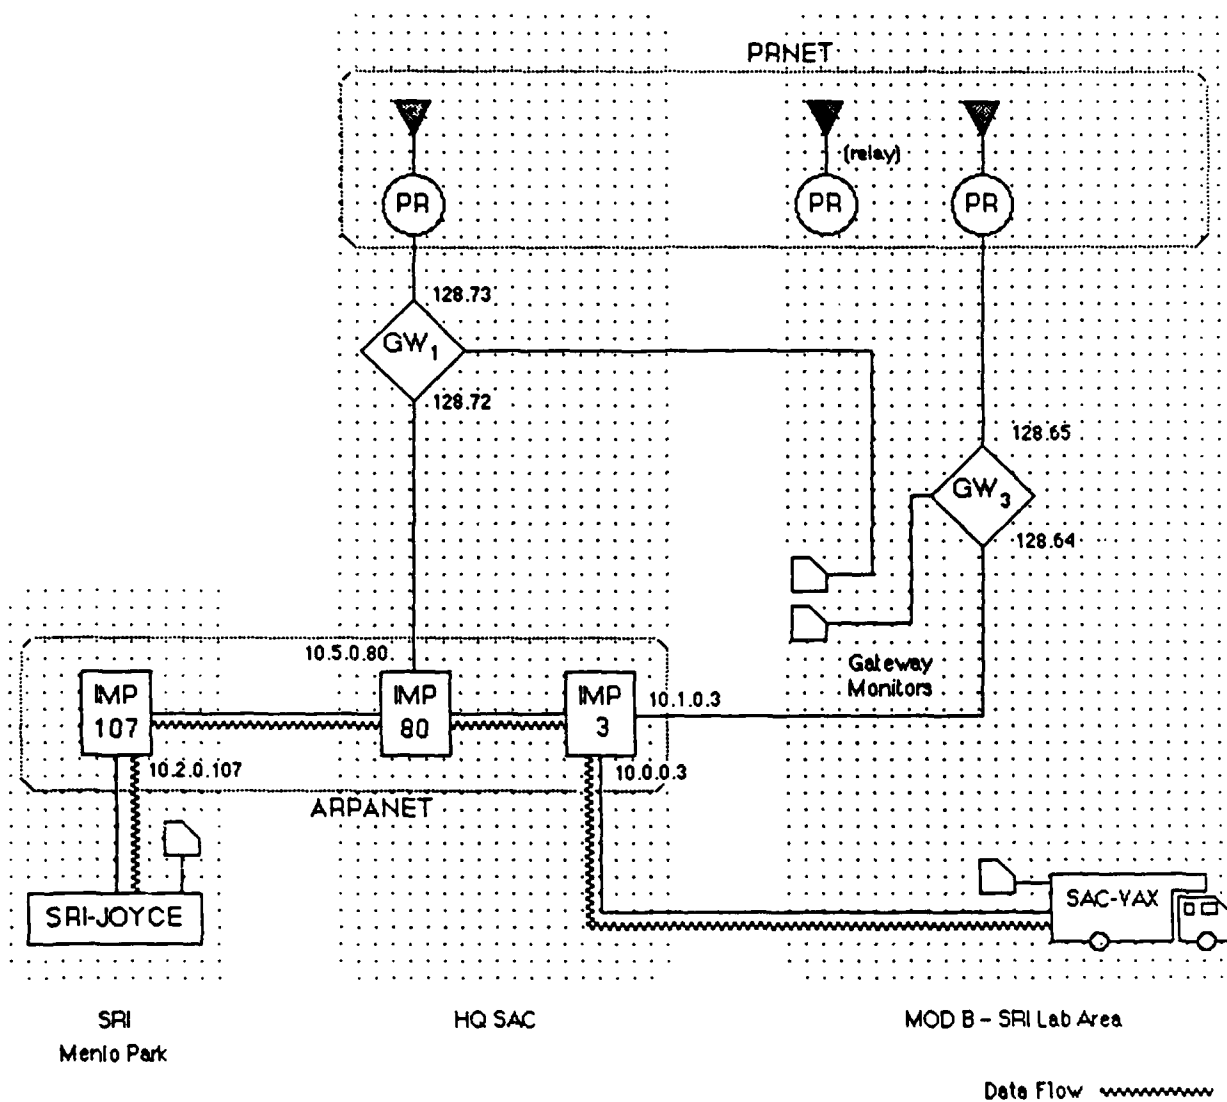 PRNET
(relay)
PR
PR
PR
128.73
GW1
128.72
128.65
GW3
128.64
Gateway
Monitors
10.5.0.80
IMP
107
IMP
80
IMP
3
10.1.0.3
10.2.0.107
10.0.0.3
ARPANET
SRI-JOYCE
SAC-VAX
SRI
Menlo Park
HQ SAC
MOD B - SRI Lab Area
Data Flow